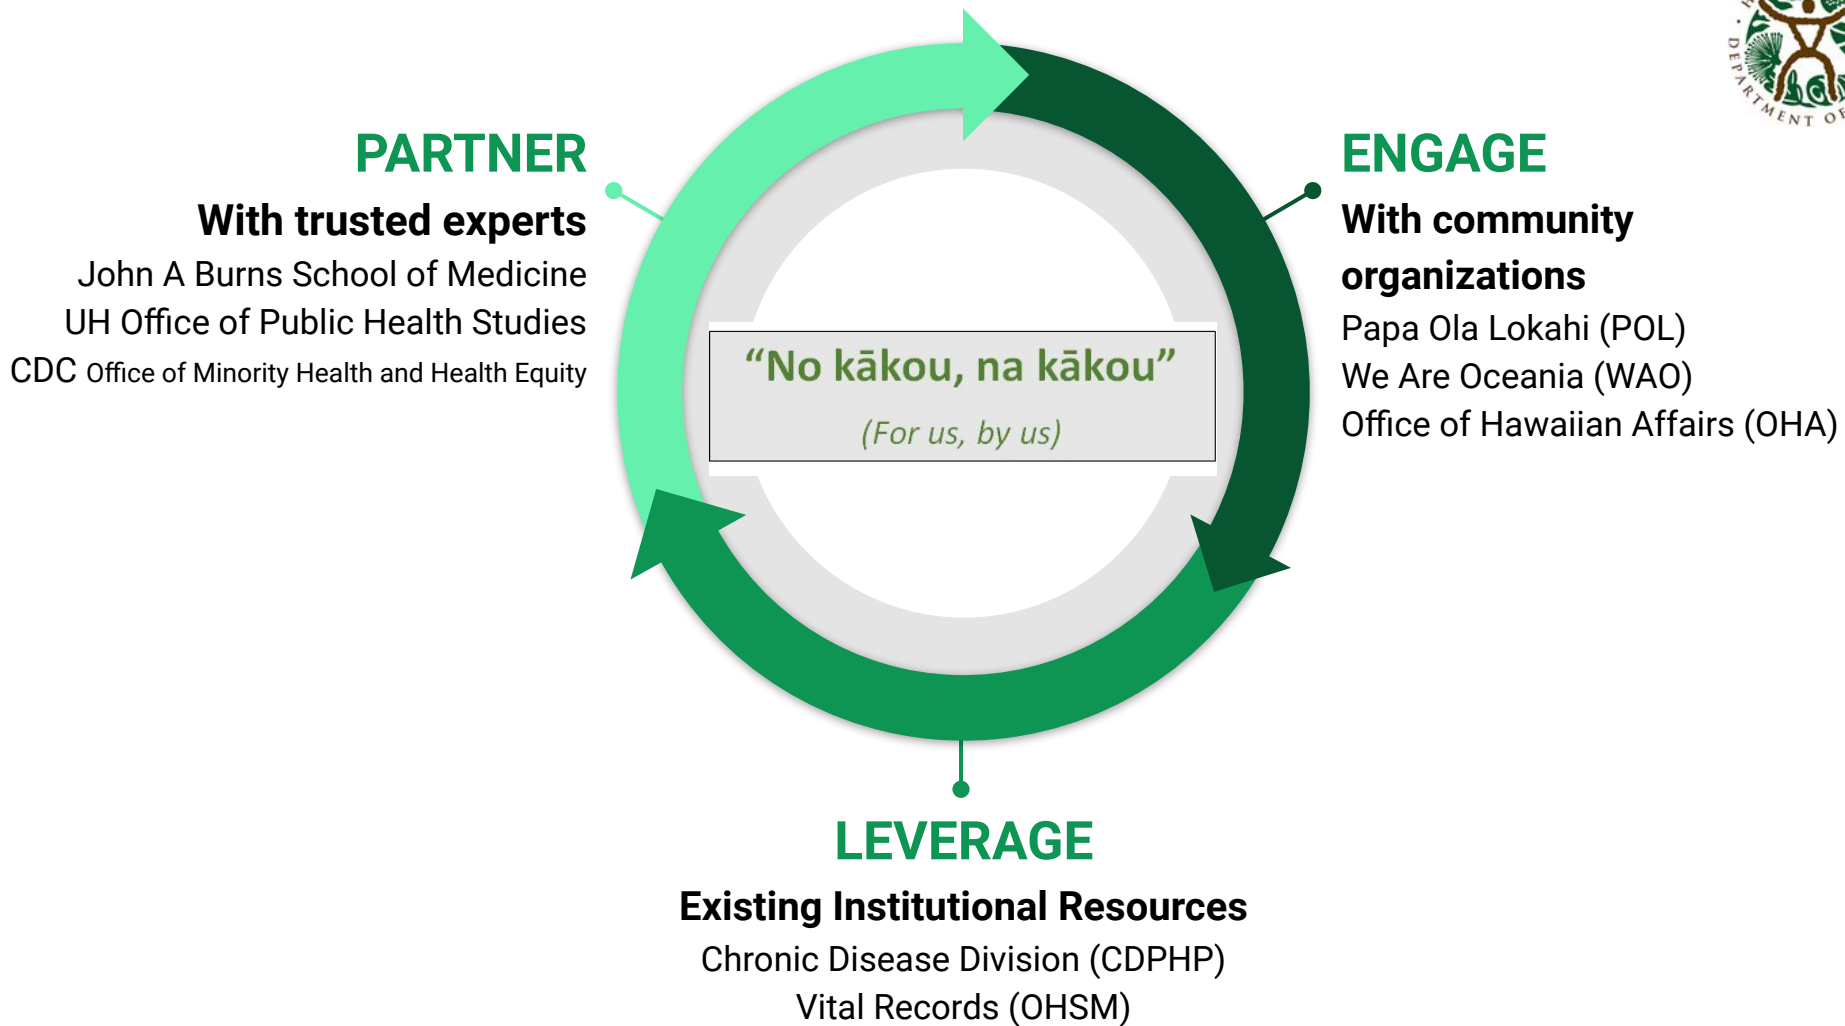 PARTNER
With trusted experts
John A Burns School of Medicine
UH Office of Public Health Studies
CDC Office of Minority Health and Health Equity
ENGAGE
With community
organizations
Papa Ola Lokahi (POL)
We Are Oceania (WAO)
Office of Hawaiian Affairs (OHA)
“No kākou, na kākou”
(For us, by us)
LEVERAGE
Existing Institutional Resources
Chronic Disease Division (CDPHP)
Vital Records (OHSM)
DEPARTMENT OF